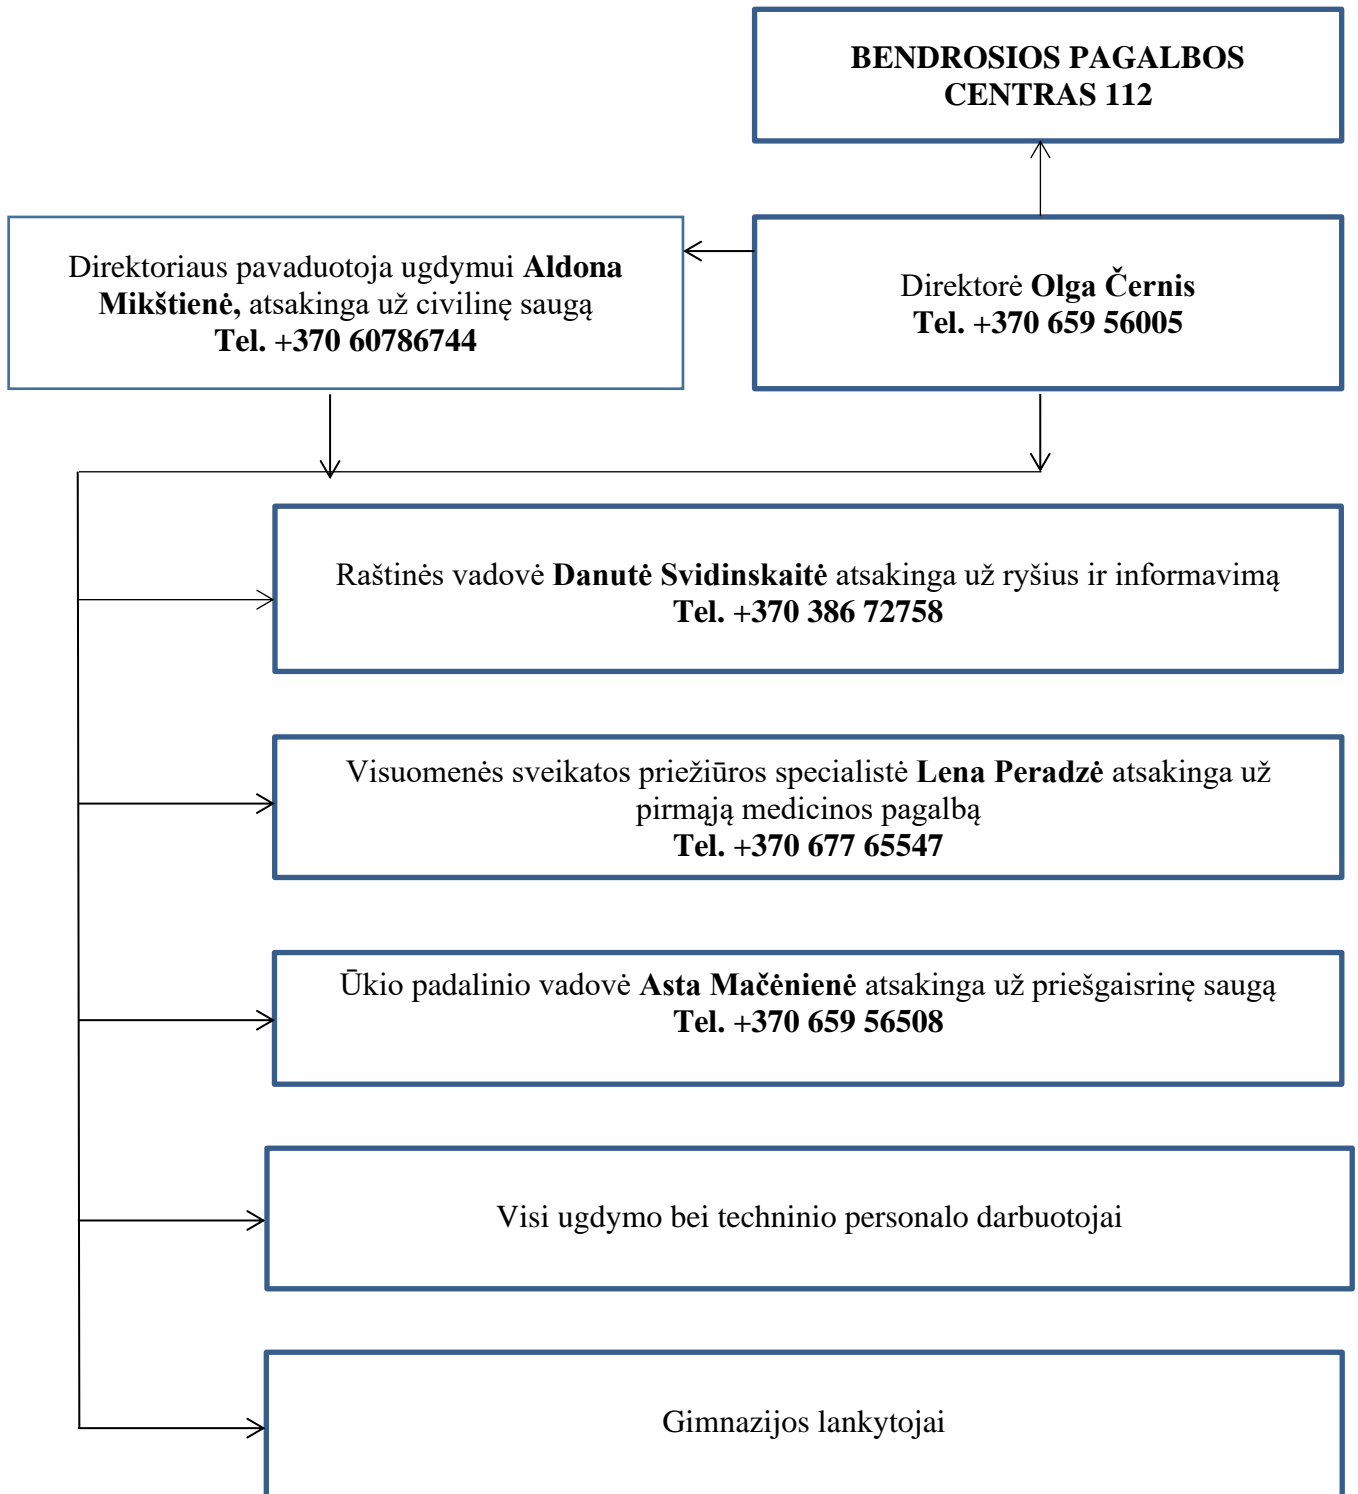 BENDROSIOS PAGALBOS
CENTRAS 112
Direktoriaus pavaduotoja ugdymui Aldona
Mikštienė, atsakinga už civilinę saugą
Tel. +370 60786744
Direktorė Olga Černis
Tel. +370 659 56005
Raštinės vadovė Danutė Svidinskaitė atsakinga už ryšius ir informavimą
Tel. +370 386 72758
Visuomenės sveikatos priežiūros specialistė Lena Peradzė atsakinga už
pirmąją medicinos pagalbą
Tel. +370 677 65547
Ūkio padalinio vadovė Asta Mačėnienė atsakinga už priešgaisrinę saugą
Tel. +370 659 56508
Visi ugdymo bei techninio personalo darbuotojai
Gimnazijos lankytojai